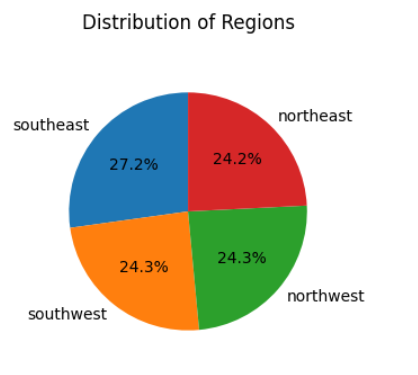 Distribution of Regions
southeast
27.2%
northeast
24.2%
southwest
24.3%
northwest
24.3%